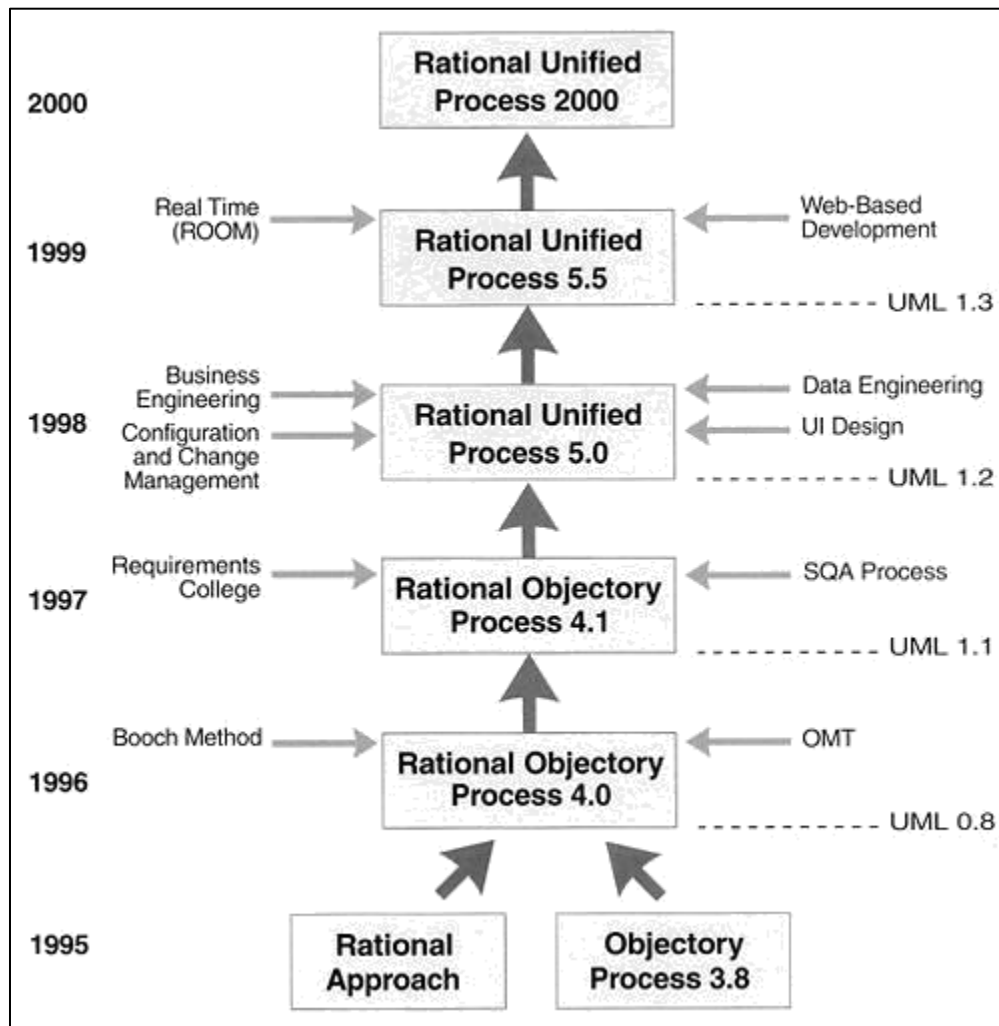 Rational Unified
Process 2000
2000
Real Time
(ROOM)
Web-Based
Development
1999
Rational Unified
Process 5.5
UML 1.3
Business
Engineering
Data Engineering
1998
Rational Unified
Process 5.0
Configuration
and Change
Management
UI Design
UML 1.2
Requirements
College
SQA Process
1997
Rational Objectory
Process 4.1
UML 1.1
Booch Method
OMT
1996
Rational Objectory
Process 4.0
UML 0.8
1995
Rational
Approach
Objectory
Process 3.8